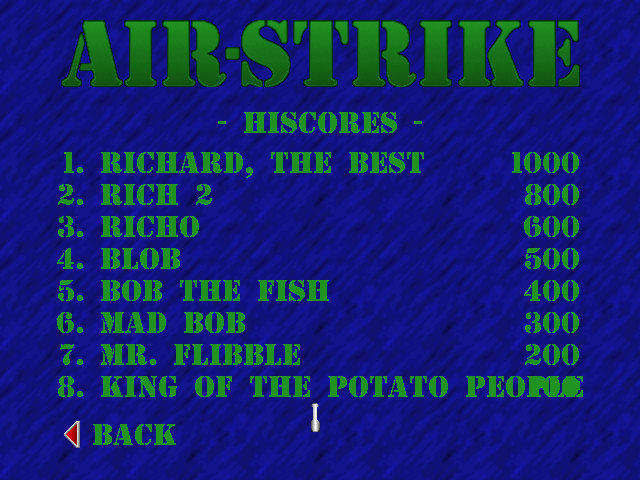 AIR-STRIKE
- HISCORES -
1. RICHARD, THE BEST 1000
2. RICH 2 800
3. RICHO 600
4. BLOB 500
5. BOB THE FISH 400
6. MAD BOB 300
7. MR. FLIBBLE 200
8. KING OF THE POTATO PEOPLE
BACK